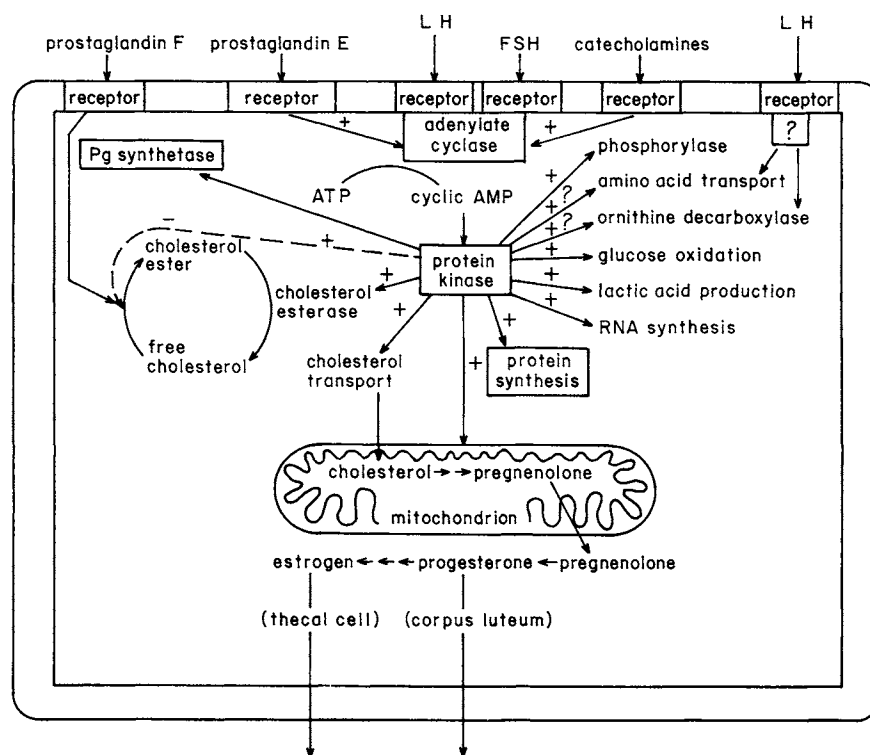 L H
L H
prostaglandin F
prostaglandin E
FSH
catecholamines
receptor
receptor
receptor
receptor
receptor
receptor
+
adenylate
cyclase
+
?
Pg synthetase
phosphorylase
ATP
cyclic AMP
+
?
amino acid transport
+
?
ornithine decarboxylase
+
−
+
cholesterol
ester
protein
kinase
+
glucose oxidation
+
cholesterol
esterase
+
lactic acid production
+
+
RNA synthesis
free
cholesterol
cholesterol
transport
+
+
protein
synthesis
cholesterol
pregnenolone
mitochondrion
estrogen
progesterone
pregnenolone
(thecal cell)
(corpus luteum)